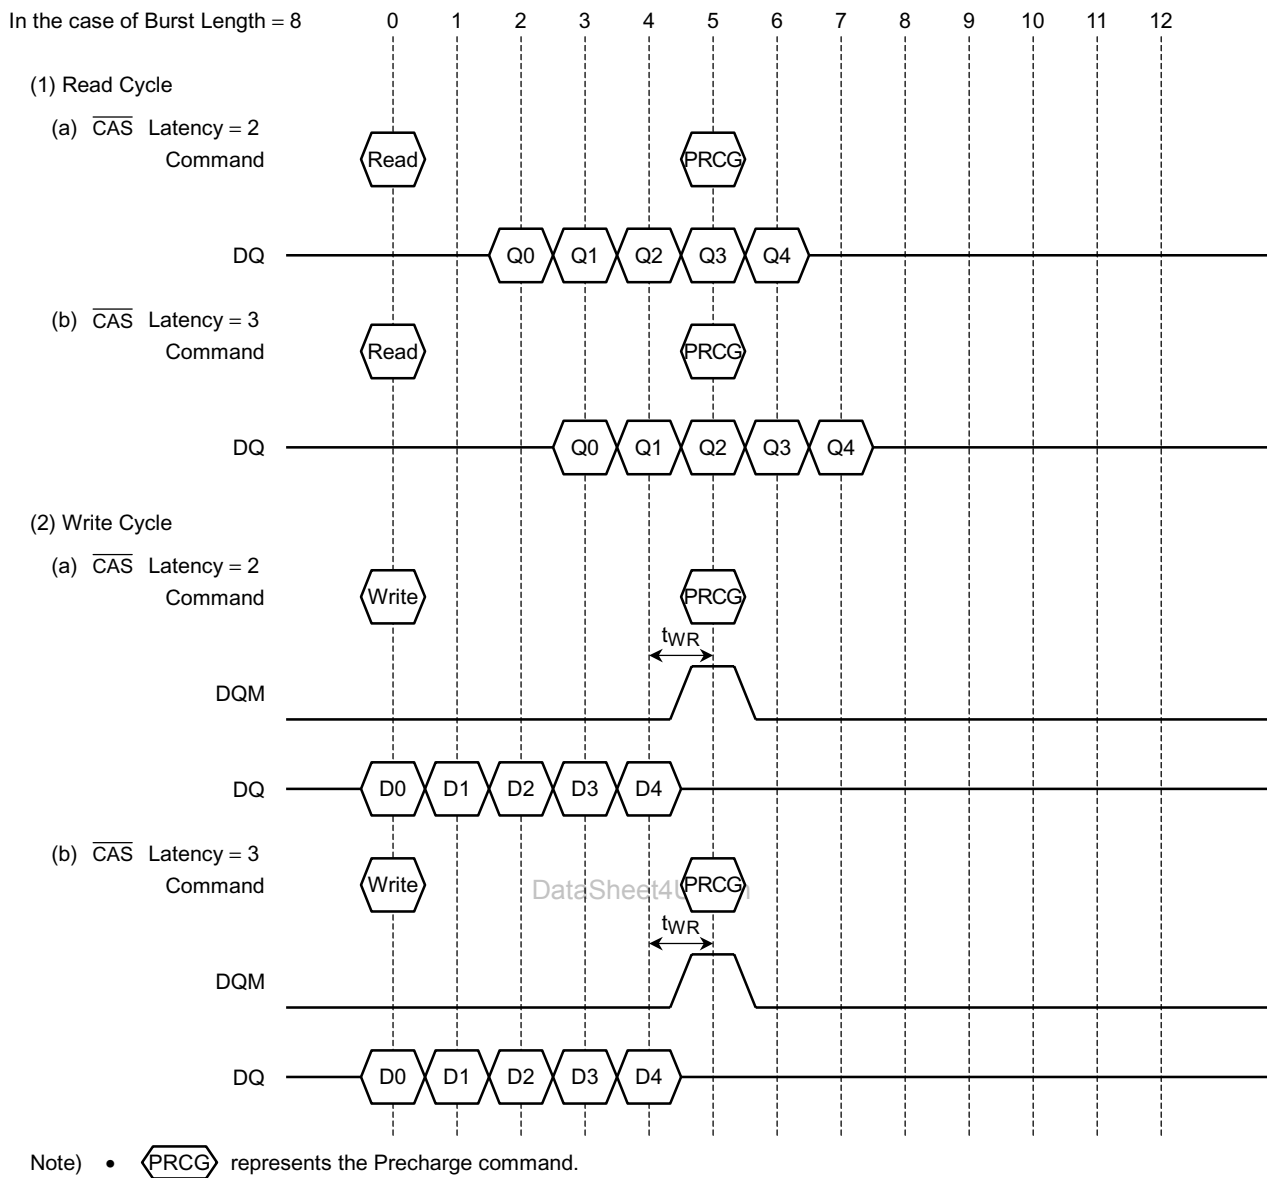 In the case of Burst Length = 8 0 1 2 3 4 5 6 7 8 9 10 11 12
(1) Read Cycle
(a) CAS Latency = 2
Command Read PRCG
DQ Q0 Q1 Q2 Q3 Q4
(b) CAS Latency = 3
Command Read PRCG
DQ Q0 Q1 Q2 Q3 Q4
(2) Write Cycle
(a) CAS Latency = 2
Command Write PRCG
tWR
DQM
DQ D0 D1 D2 D3 D4
(b) CAS Latency = 3
Command Write DataSheet4 PRCG
tWR
DQM
DQ D0 D1 D2 D3 D4
Note) • PRCG represents the Precharge command.